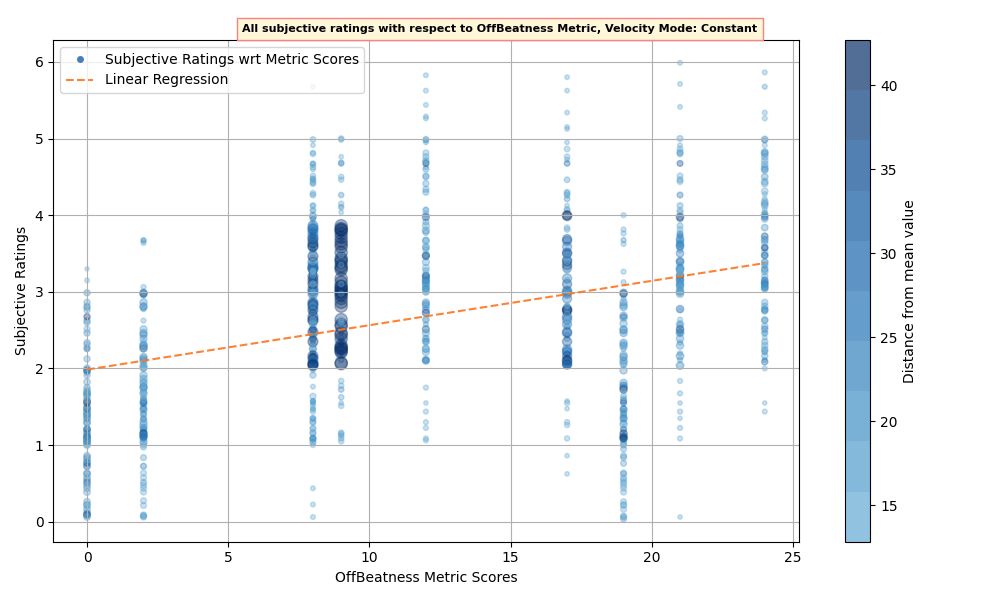 All subjective ratings with respect to OffBeatness Metric, Velocity Mode: Constant
Subjective Ratings wrt Metric Scores
Linear Regression
6
5
4
3
2
1
0
Subjective Ratings
0 5 10 15 20 25
OffBeatness Metric Scores
40
35
30
25
20
15
Distance from mean value